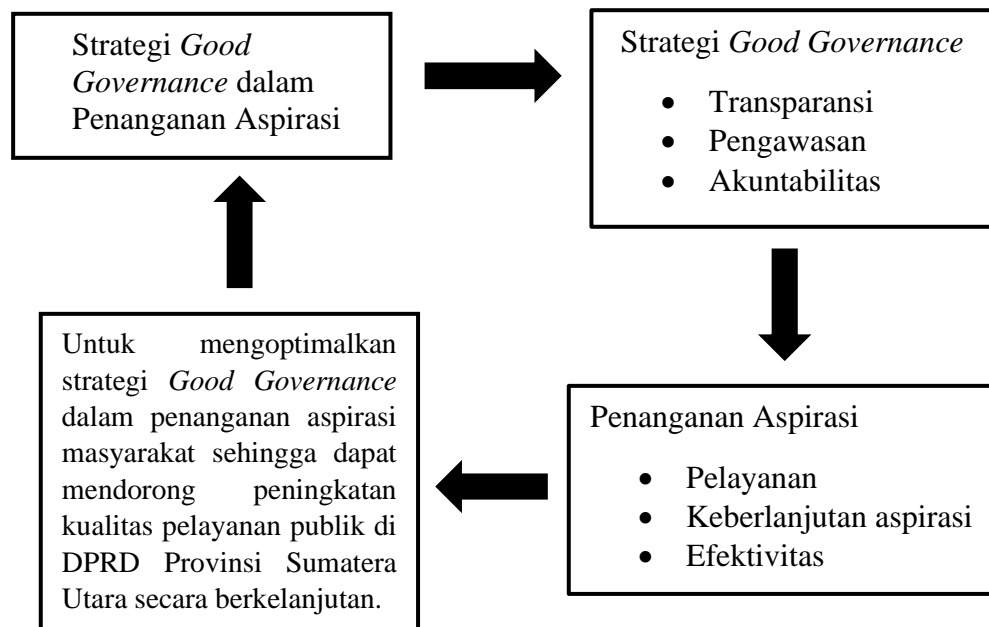 Strategi Good
Governance dalam
Penanganan Aspirasi
Strategi Good Governance
• Transparansi
• Pengawasan
• Akuntabilitas
Penanganan Aspirasi
• Pelayanan
• Keberlanjutan aspirasi
• Efektivitas
Untuk mengoptimalkan
strategi Good Governance
dalam penanganan aspirasi
masyarakat sehingga dapat
mendorong peningkatan
kualitas pelayanan publik di
DPRD Provinsi Sumatera
Utara secara berkelanjutan.